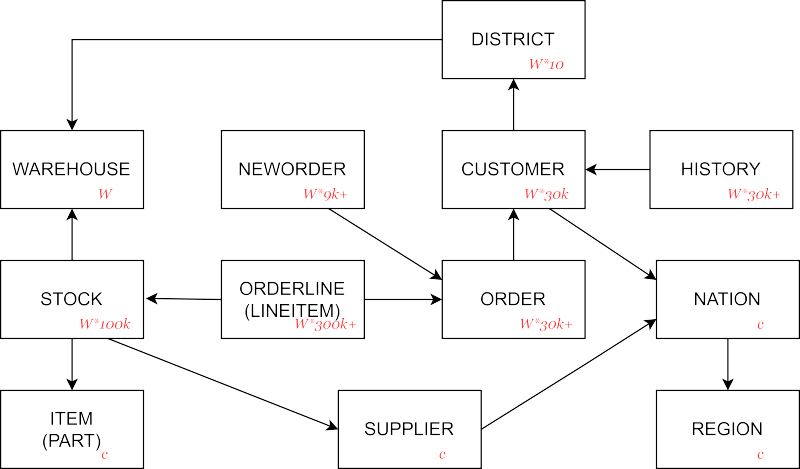 DISTRICT
W*10
WAREHOUSE
W
NEWORDER
W*9k+
CUSTOMER
W*30k
HISTORY
W*30k+
STOCK
W*100k
ORDERLINE
(LINEITEM)
W*300k+
ORDER
W*30k+
NATION
c
ITEM
(PART)
c
SUPPLIER
c
REGION
c